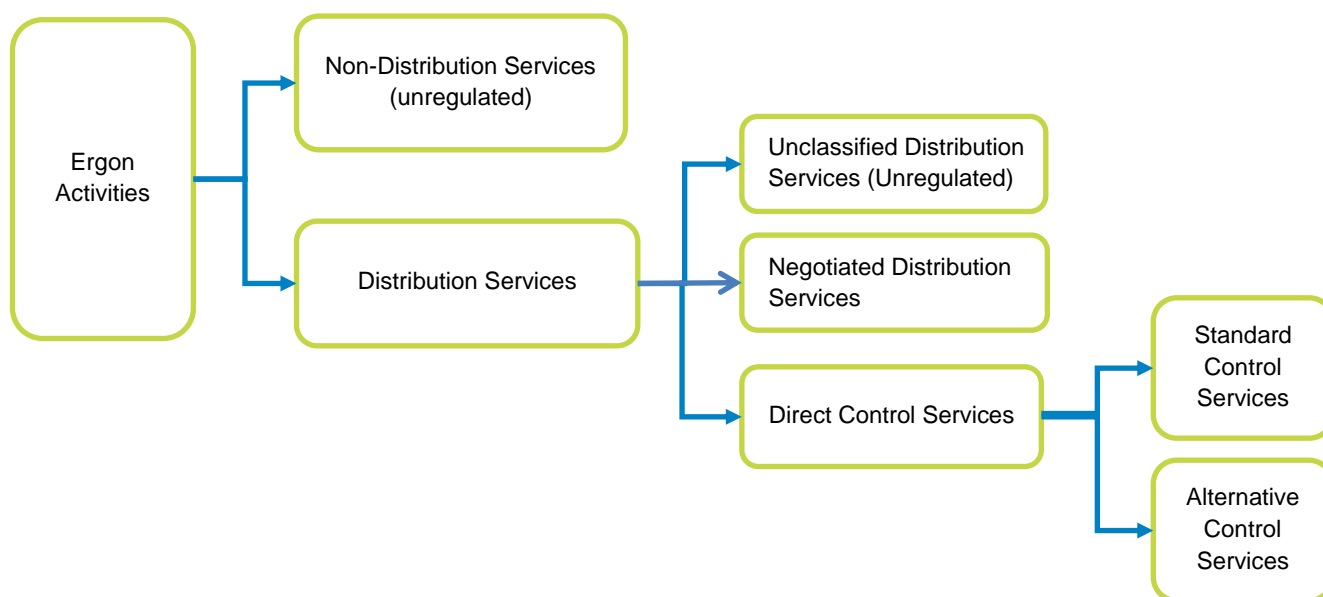 Ergon
Activities
Non-Distribution Services
(unregulated)
Distribution Services
Unclassified Distribution
Services (Unregulated)
Negotiated Distribution
Services
Direct Control Services
Standard
Control
Services
Alternative
Control
Services